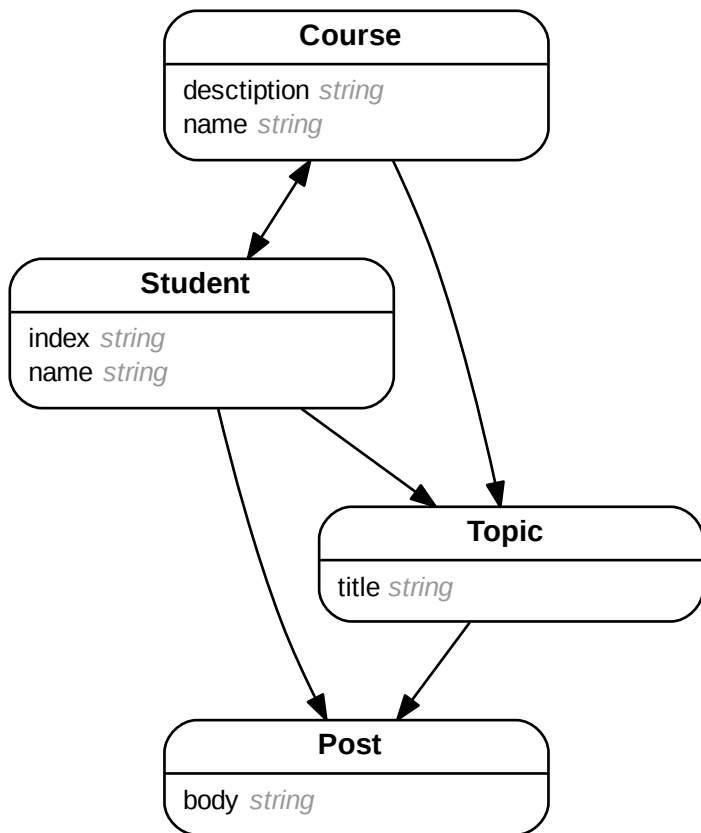 Course
desctiption string
name string
Student
index string
name string
Topic
title string
Post
body string